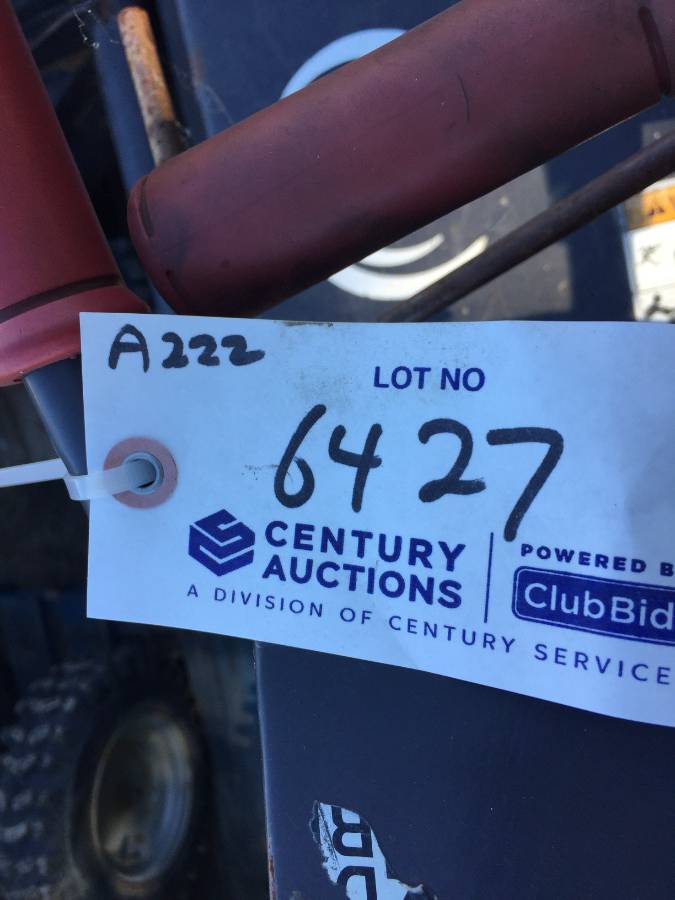 A222
LOT NO
6427
CENTURY
AUCTIONS
POWERED B
ClubBid
A DIVISION OF CENTURY SERVICE